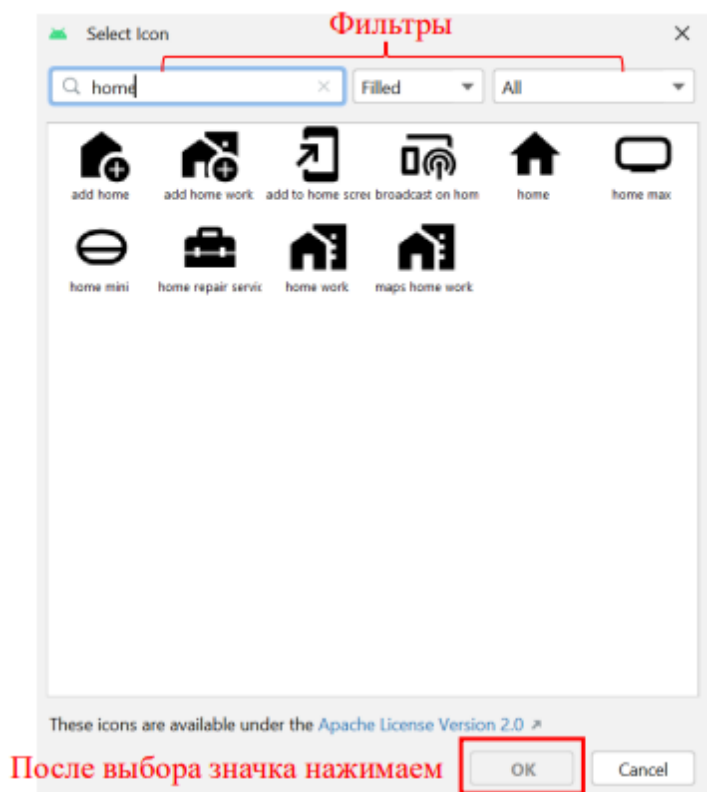 Фильтры
Select Icon
home
Filled
All
add home
add home work
add to home scree
broadcast on hom
home
home max
home mini
home repair servic
home work
maps home work
These icons are available under the Apache License Version 2.0
После выбора значка нажимаем
OK
Cancel